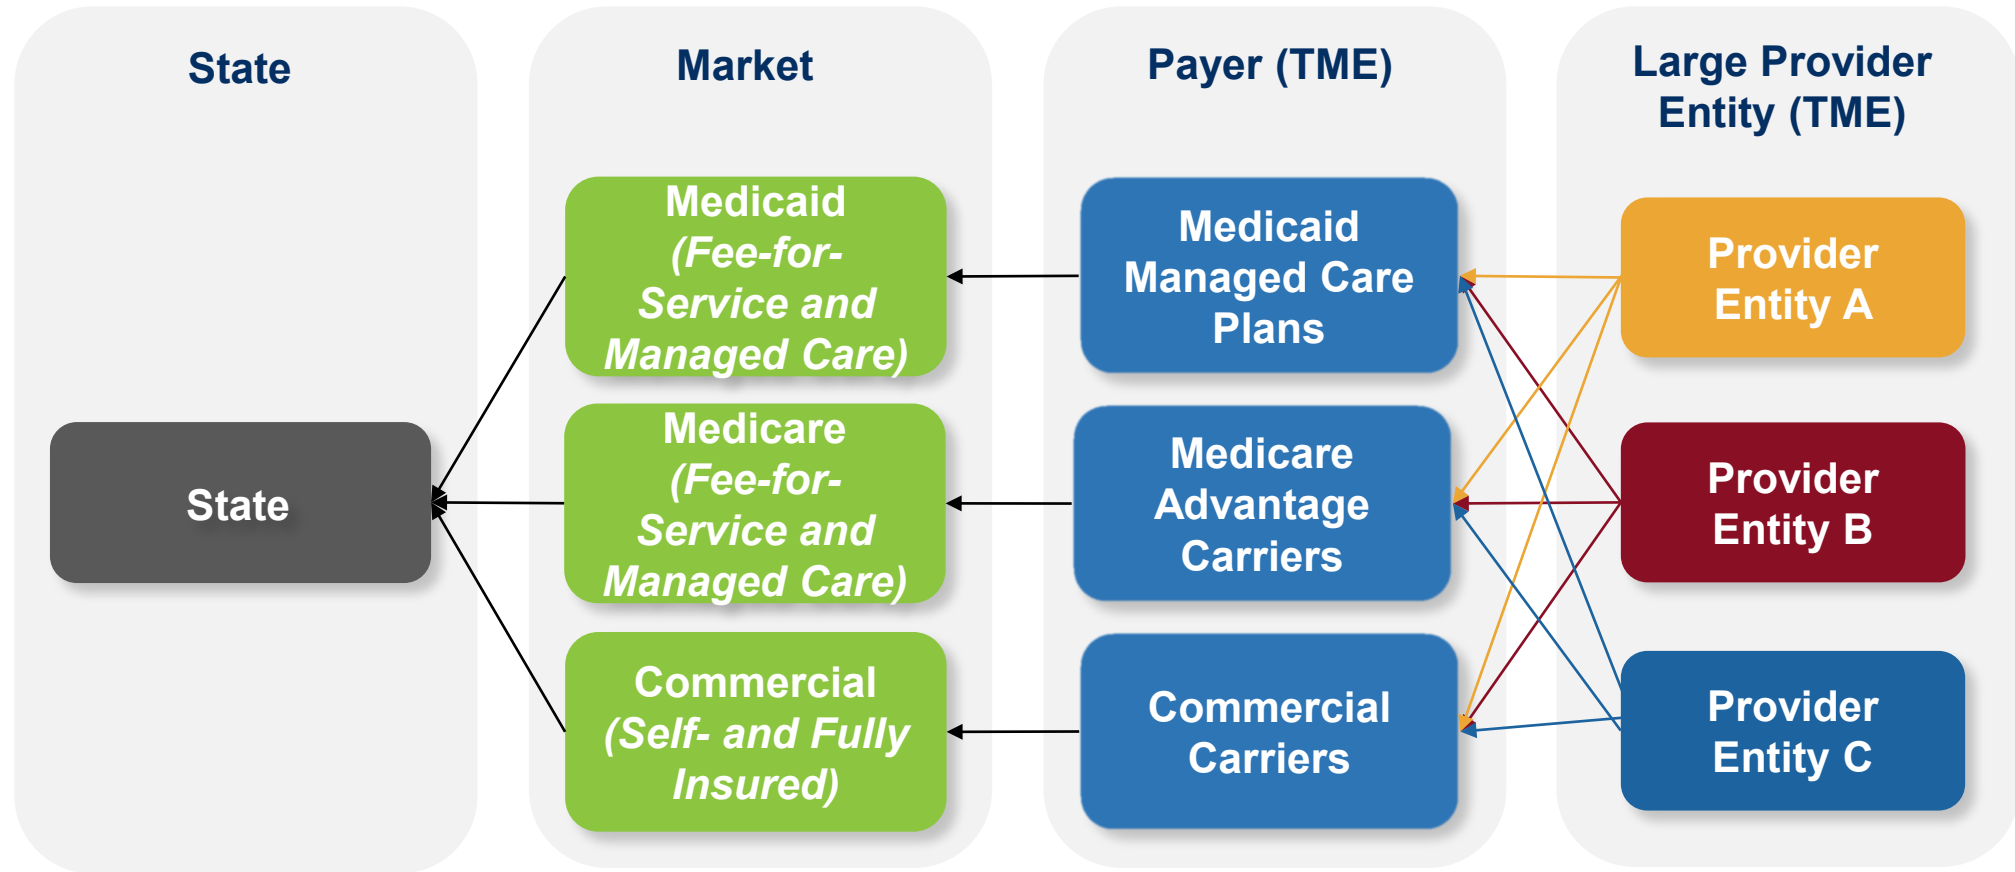 State
Market
Payer (TME)
Large Provider
Entity (TME)
State
Medicaid
(Fee-for-
Service and
Managed Care)
Medicare
(Fee-for-
Service and
Managed Care)
Commercial
(Self- and Fully
Insured)
Medicaid
Managed Care
Plans
Medicare
Advantage
Carriers
Commercial
Carriers
Provider
Entity A
Provider
Entity B
Provider
Entity C